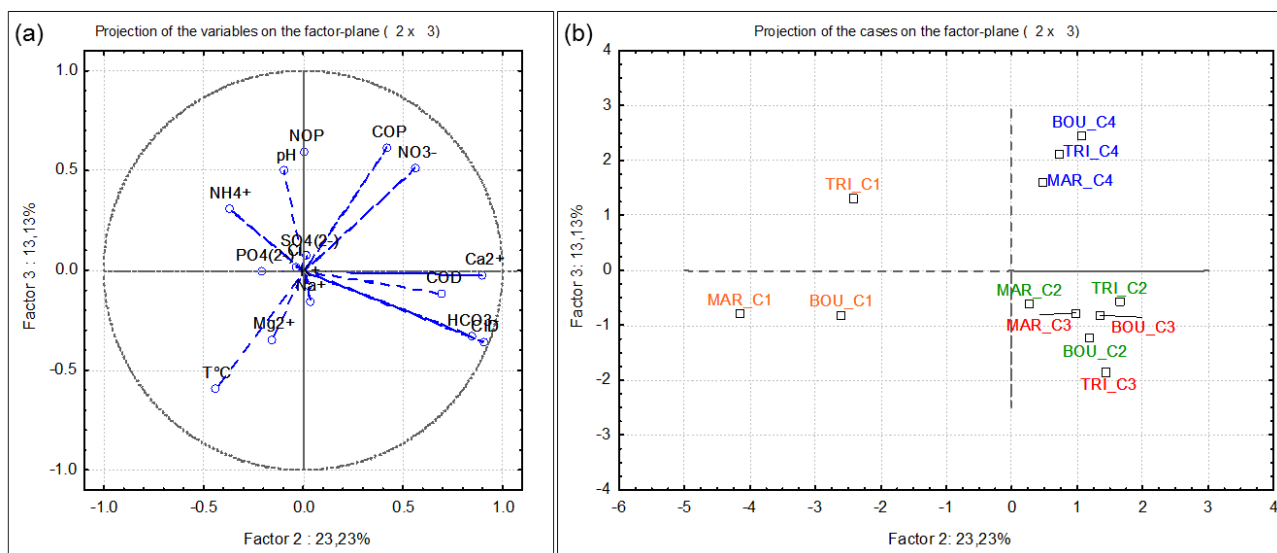 (a) Projection of the variables on the factor-plane ( 2 x 3)
1.0
NOP
COP
pH
NO3-
0.5
NH4+
SO4(2-)
Cl-
PO4(2-)
0.0
K+
Ca2+
Na+
COD
Mg2+
HCO3-
CID
-0.5
T°C
-1.0
-1.0 -0.5 0.0 0.5 1.0
Factor 2 : 23,23%
Factor 3 : 13,13%
(b) Projection of the cases on the factor-plane ( 2 x 3)
4
3
BOU_C4
TRI_C4
2
MAR_C4
TRI_C1
1
0
MAR_C2
TRI_C2
MAR_C1
BOU_C1
-1
MAR_C3
BOU_C3
BOU_C2
-2
TRI_C3
-3
-4
-6 -5 -4 -3 -2 -1 0 1 2 3 4
Factor 2: 23,23%
Factor 3: 13,13%